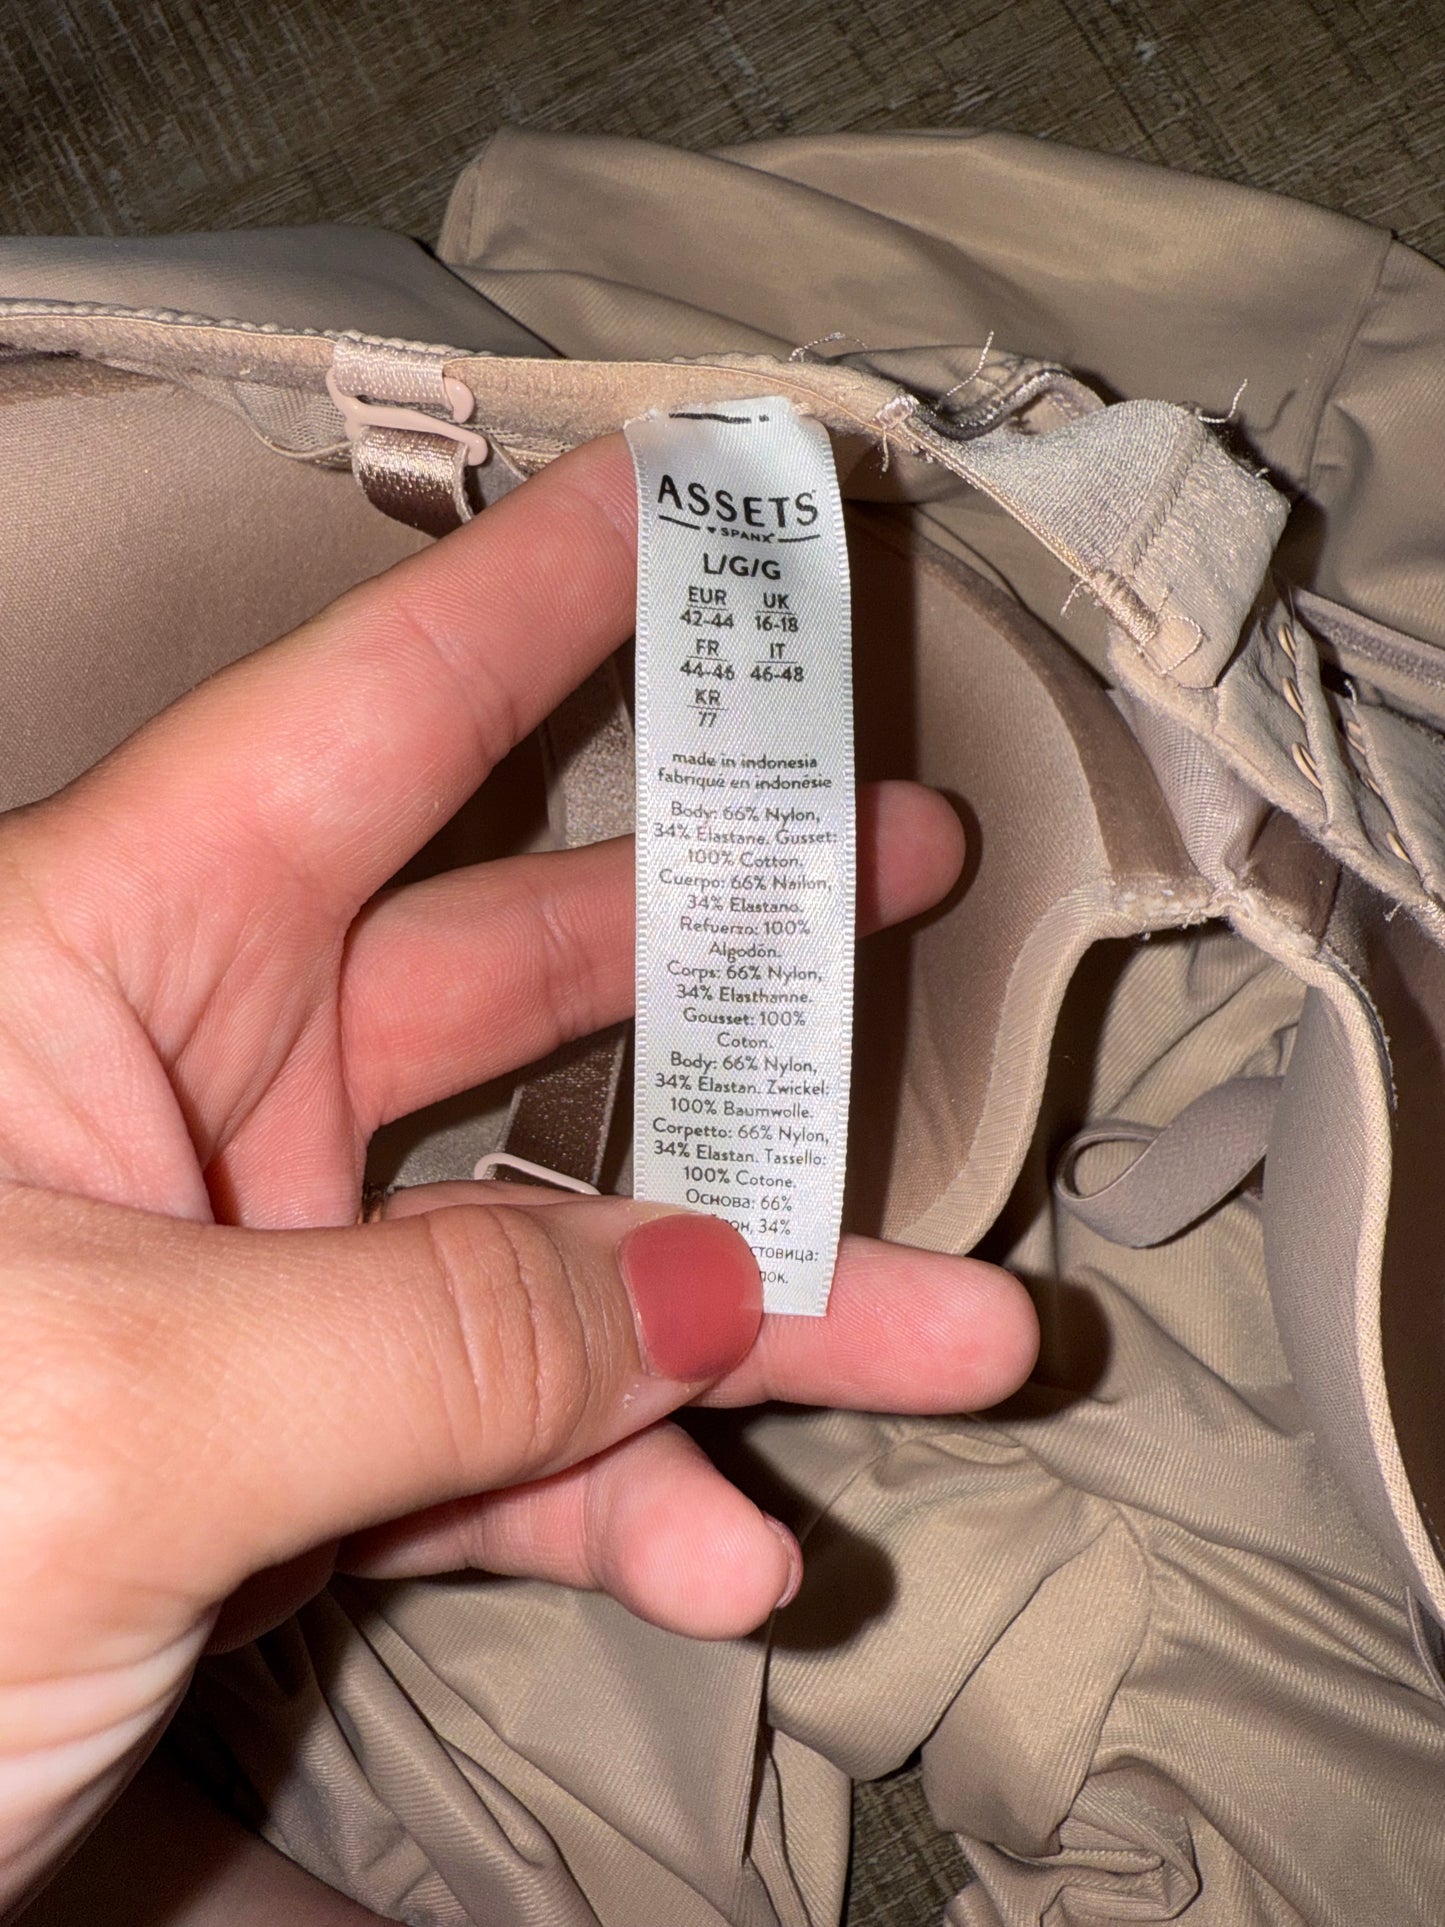 ASSETS
SPANX
L/G/G
EUR UK
42-44 16-18
FR IT
44-46 46-48
KR
77
made in indonesia
fabriqué en indonésie
Body: 66% Nylon,
34% Elastane. Gusset:
100% Cotton.
Cuerpo: 66% Nailon,
34% Elastano.
Refuerzo: 100%
Algodón.
Corps: 66% Nylon,
34% Elasthanne.
Gousset: 100%
Coton.
Body: 66% Nylon,
34% Elastan. Zwickel:
100% Baumwolle.
Corpetto: 66% Nylon,
34% Elastan. Tassello:
100% Cotone.
Основа: 66%
34%